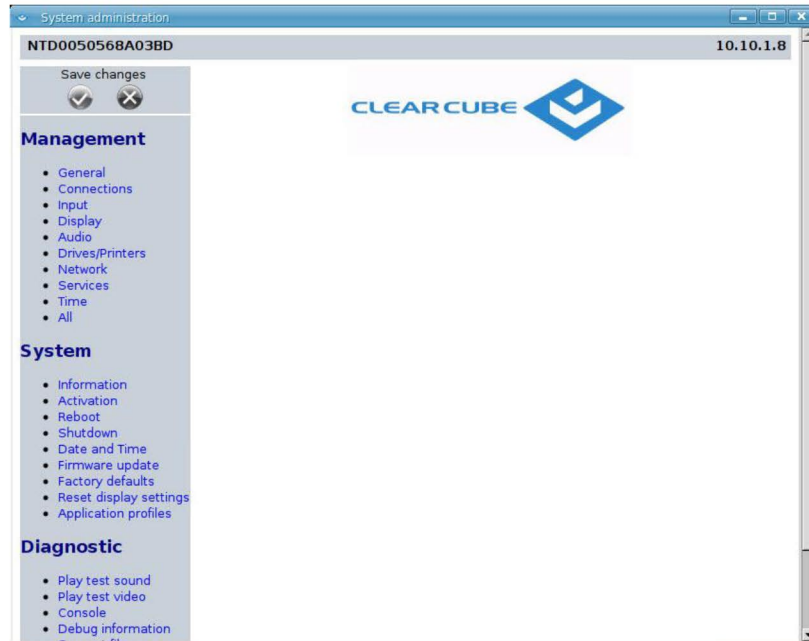 System administration
NTD0050568A03BD 10.10.1.8
Save changes
CLEARCUBE
Management
General
Connections
Input
Display
Audio
Drives/Printers
Network
Services
Time
All
System
Information
Activation
Reboot
Shutdown
Date and Time
Firmware update
Factory defaults
Reset display settings
Application profiles
Diagnostic
Play test sound
Play test video
Console
Debug information